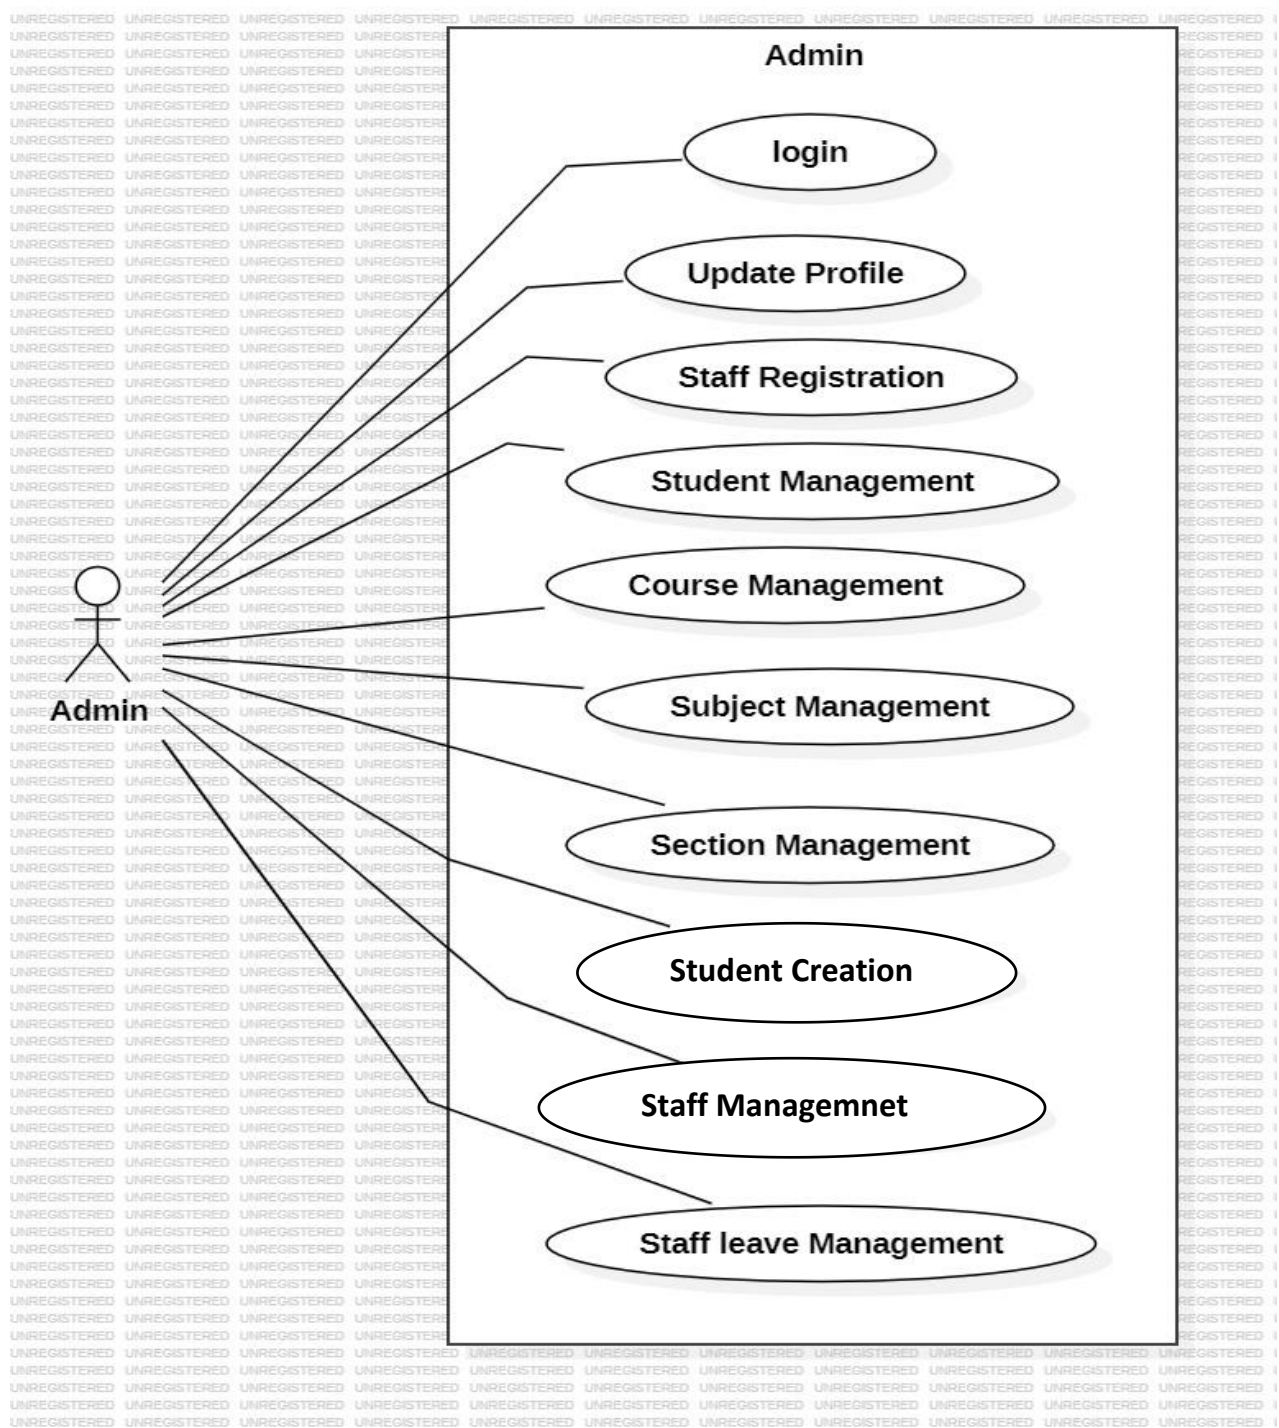 Admin
login
Update Profile
Staff Registration
Student Management
Course Management
Subject Management
Admin
Section Management
Student Creation
Staff Managemnet
Staff leave Management
UNREGISTERED